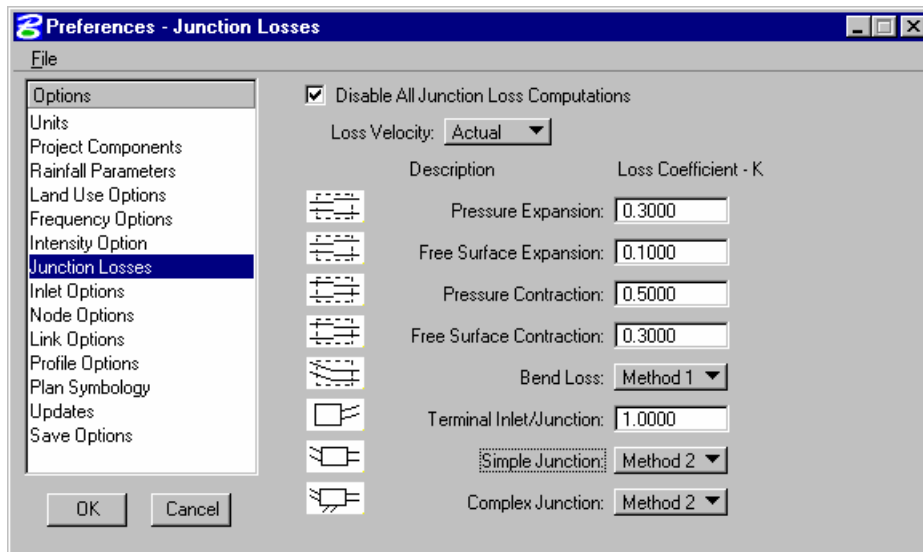 Preferences - Junction Losses
File
Options
Units
Project Components
Rainfall Parameters
Land Use Options
Frequency Options
Intensity Option
Junction Losses
Inlet Options
Node Options
Link Options
Profile Options
Plan Symbology
Updates
Save Options
OK Cancel
Disable All Junction Loss Computations
Loss Velocity: Actual
Description Loss Coefficient - K
Pressure Expansion: 0.3000
Free Surface Expansion: 0.1000
Pressure Contraction: 0.5000
Free Surface Contraction: 0.3000
Bend Loss: Method 1
Terminal Inlet/Junction: 1.0000
Simple Junction: Method 2
Complex Junction: Method 2